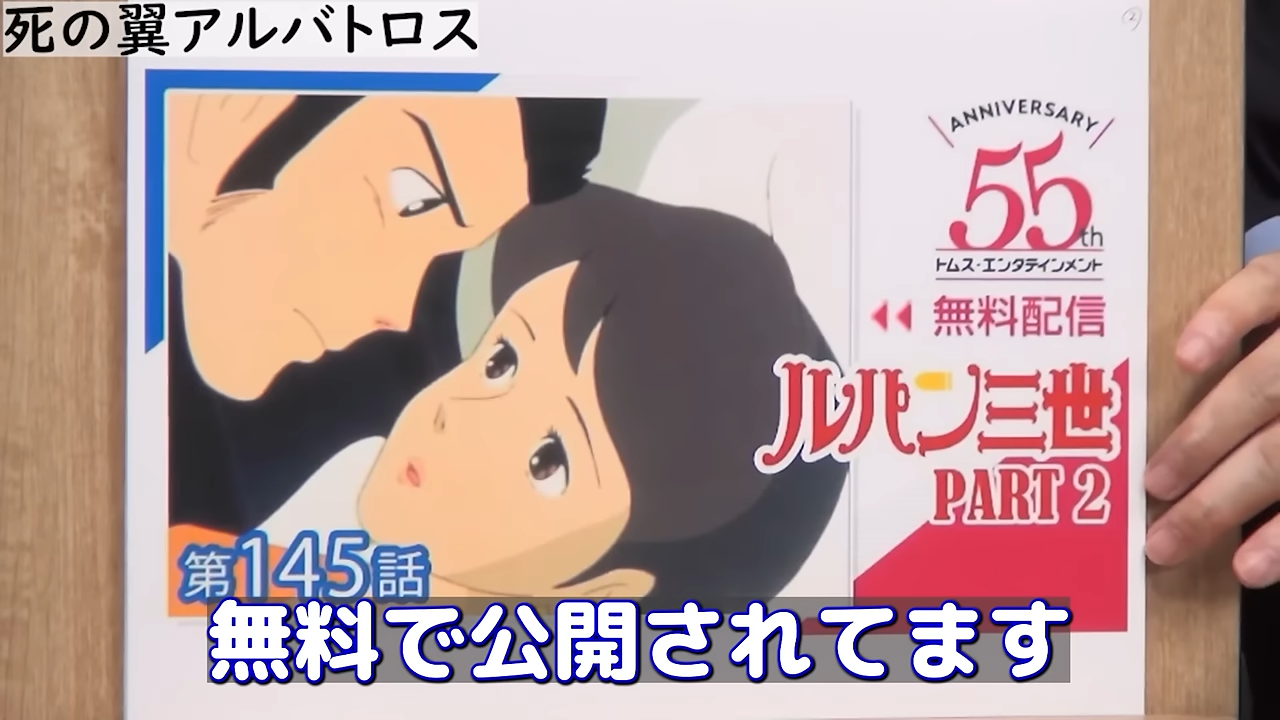 死の翼アルバトロス
2
ANNIVERSARY
55th
トムス・エンタテインメント
無料配信
ルパン三世
PART 2
第145話
無料で公開されてます